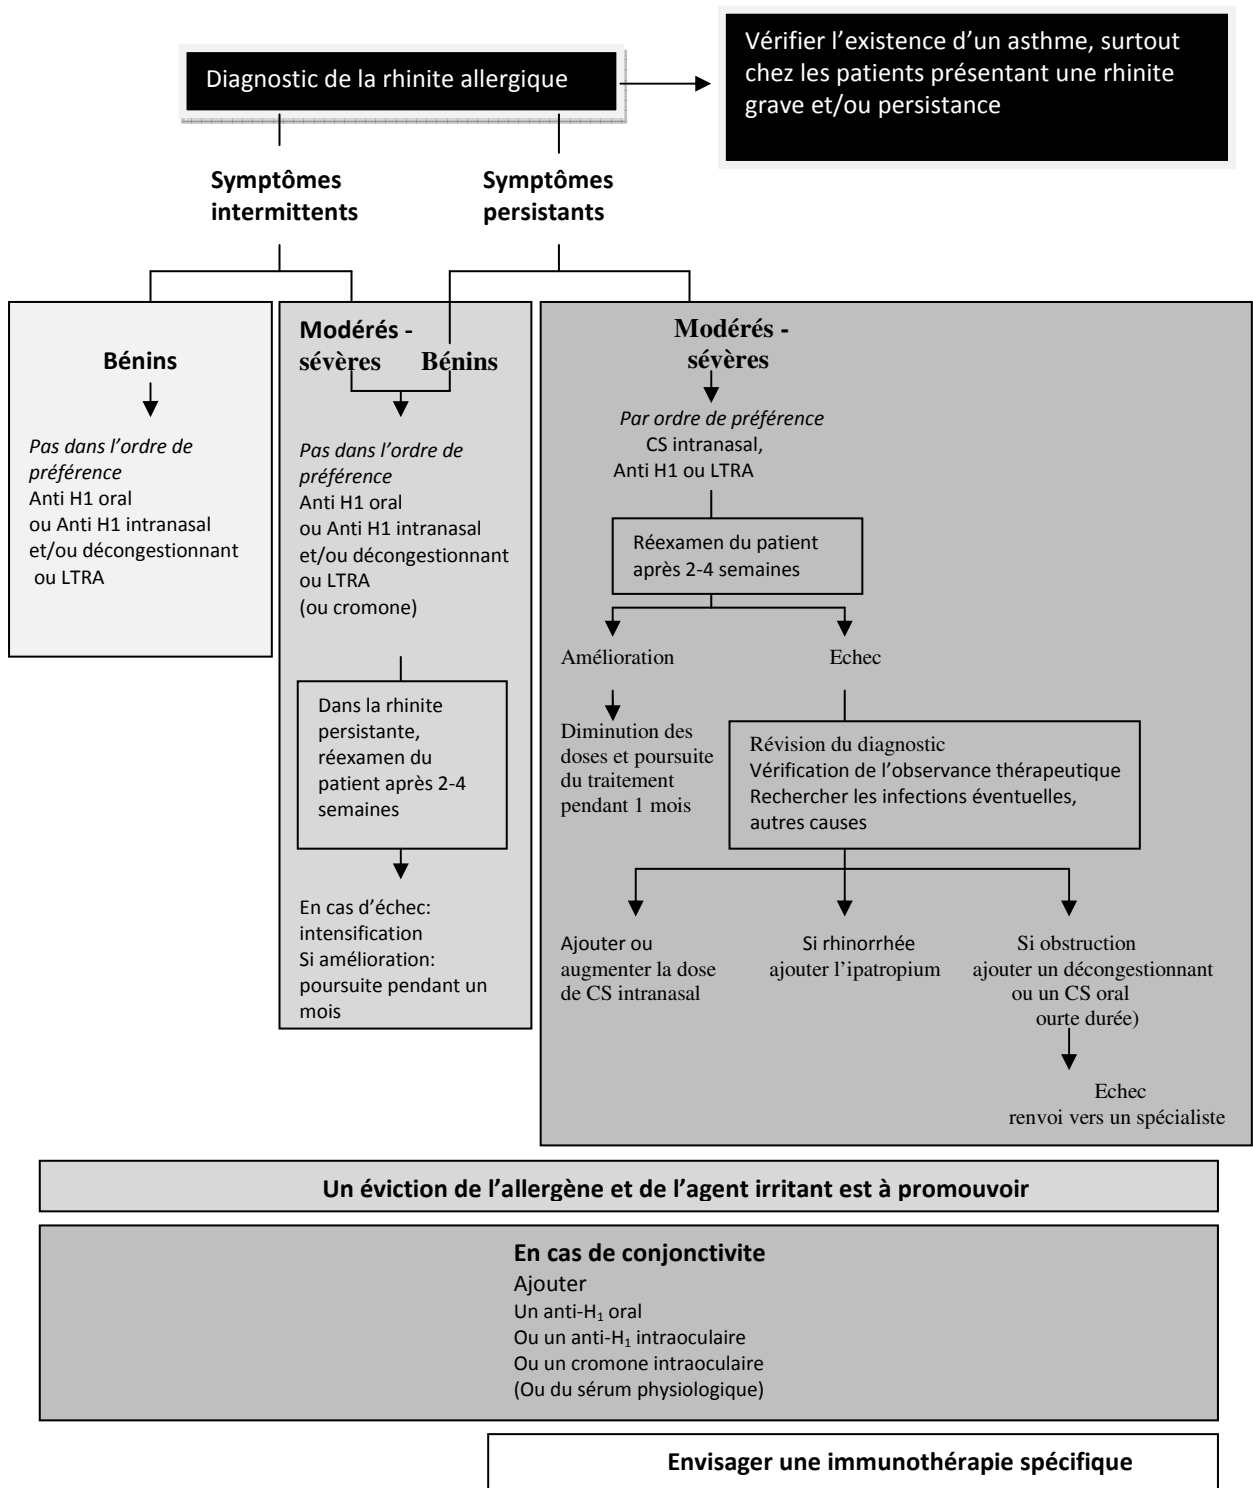 Diagnostic de la rhinite allergique
Vérifier l'existence d'un asthme, surtout
chez les patients présentant une rhinite
grave et/ou persistance
Symptômes
intermittents
Symptômes
persistants
Bénins
Pas dans l'ordre de
préférence
Anti H1 oral
ou Anti H1 intranasal
et/ou décongestionnant
ou LTRA
Modérés -
sévères
Bénins
Pas dans l'ordre de
préférence
Anti H1 oral
ou Anti H1 intranasal
et/ou décongestionnant
ou LTRA
(ou cromone)
Dans la rhinite
persistante,
réexamen du
patient après 2-4
semaines
En cas d'échec:
intensification
Si amélioration:
poursuite pendant un
mois
Modérés -
sévères
Par ordre de préférence
CS intranasal,
Anti H1 ou LTRA
Réexamen du patient
après 2-4 semaines
Amélioration
Echec
Diminution des
doses et poursuite
du traitement
pendant 1 mois
Révision du diagnostic
Vérification de l'observance thérapeutique
Rechercher les infections éventuelles,
autres causes
Ajouter ou
augmenter la dose
de CS intranasal
Si rhinorrhée
ajouter l'ipatropium
Si obstruction
ajouter un décongestionnant
ou un CS oral
ourte durée)
Echec
renvoi vers un spécialiste
Un éviction de l'allergène et de l'agent irritant est à promouvoir
En cas de conjonctivite
Ajouter
Un anti-H₁ oral
Ou un anti-H₁ intraoculaire
Ou un cromone intraoculaire
(Ou du sérum physiologique)
Envisager une immunothérapie spécifique